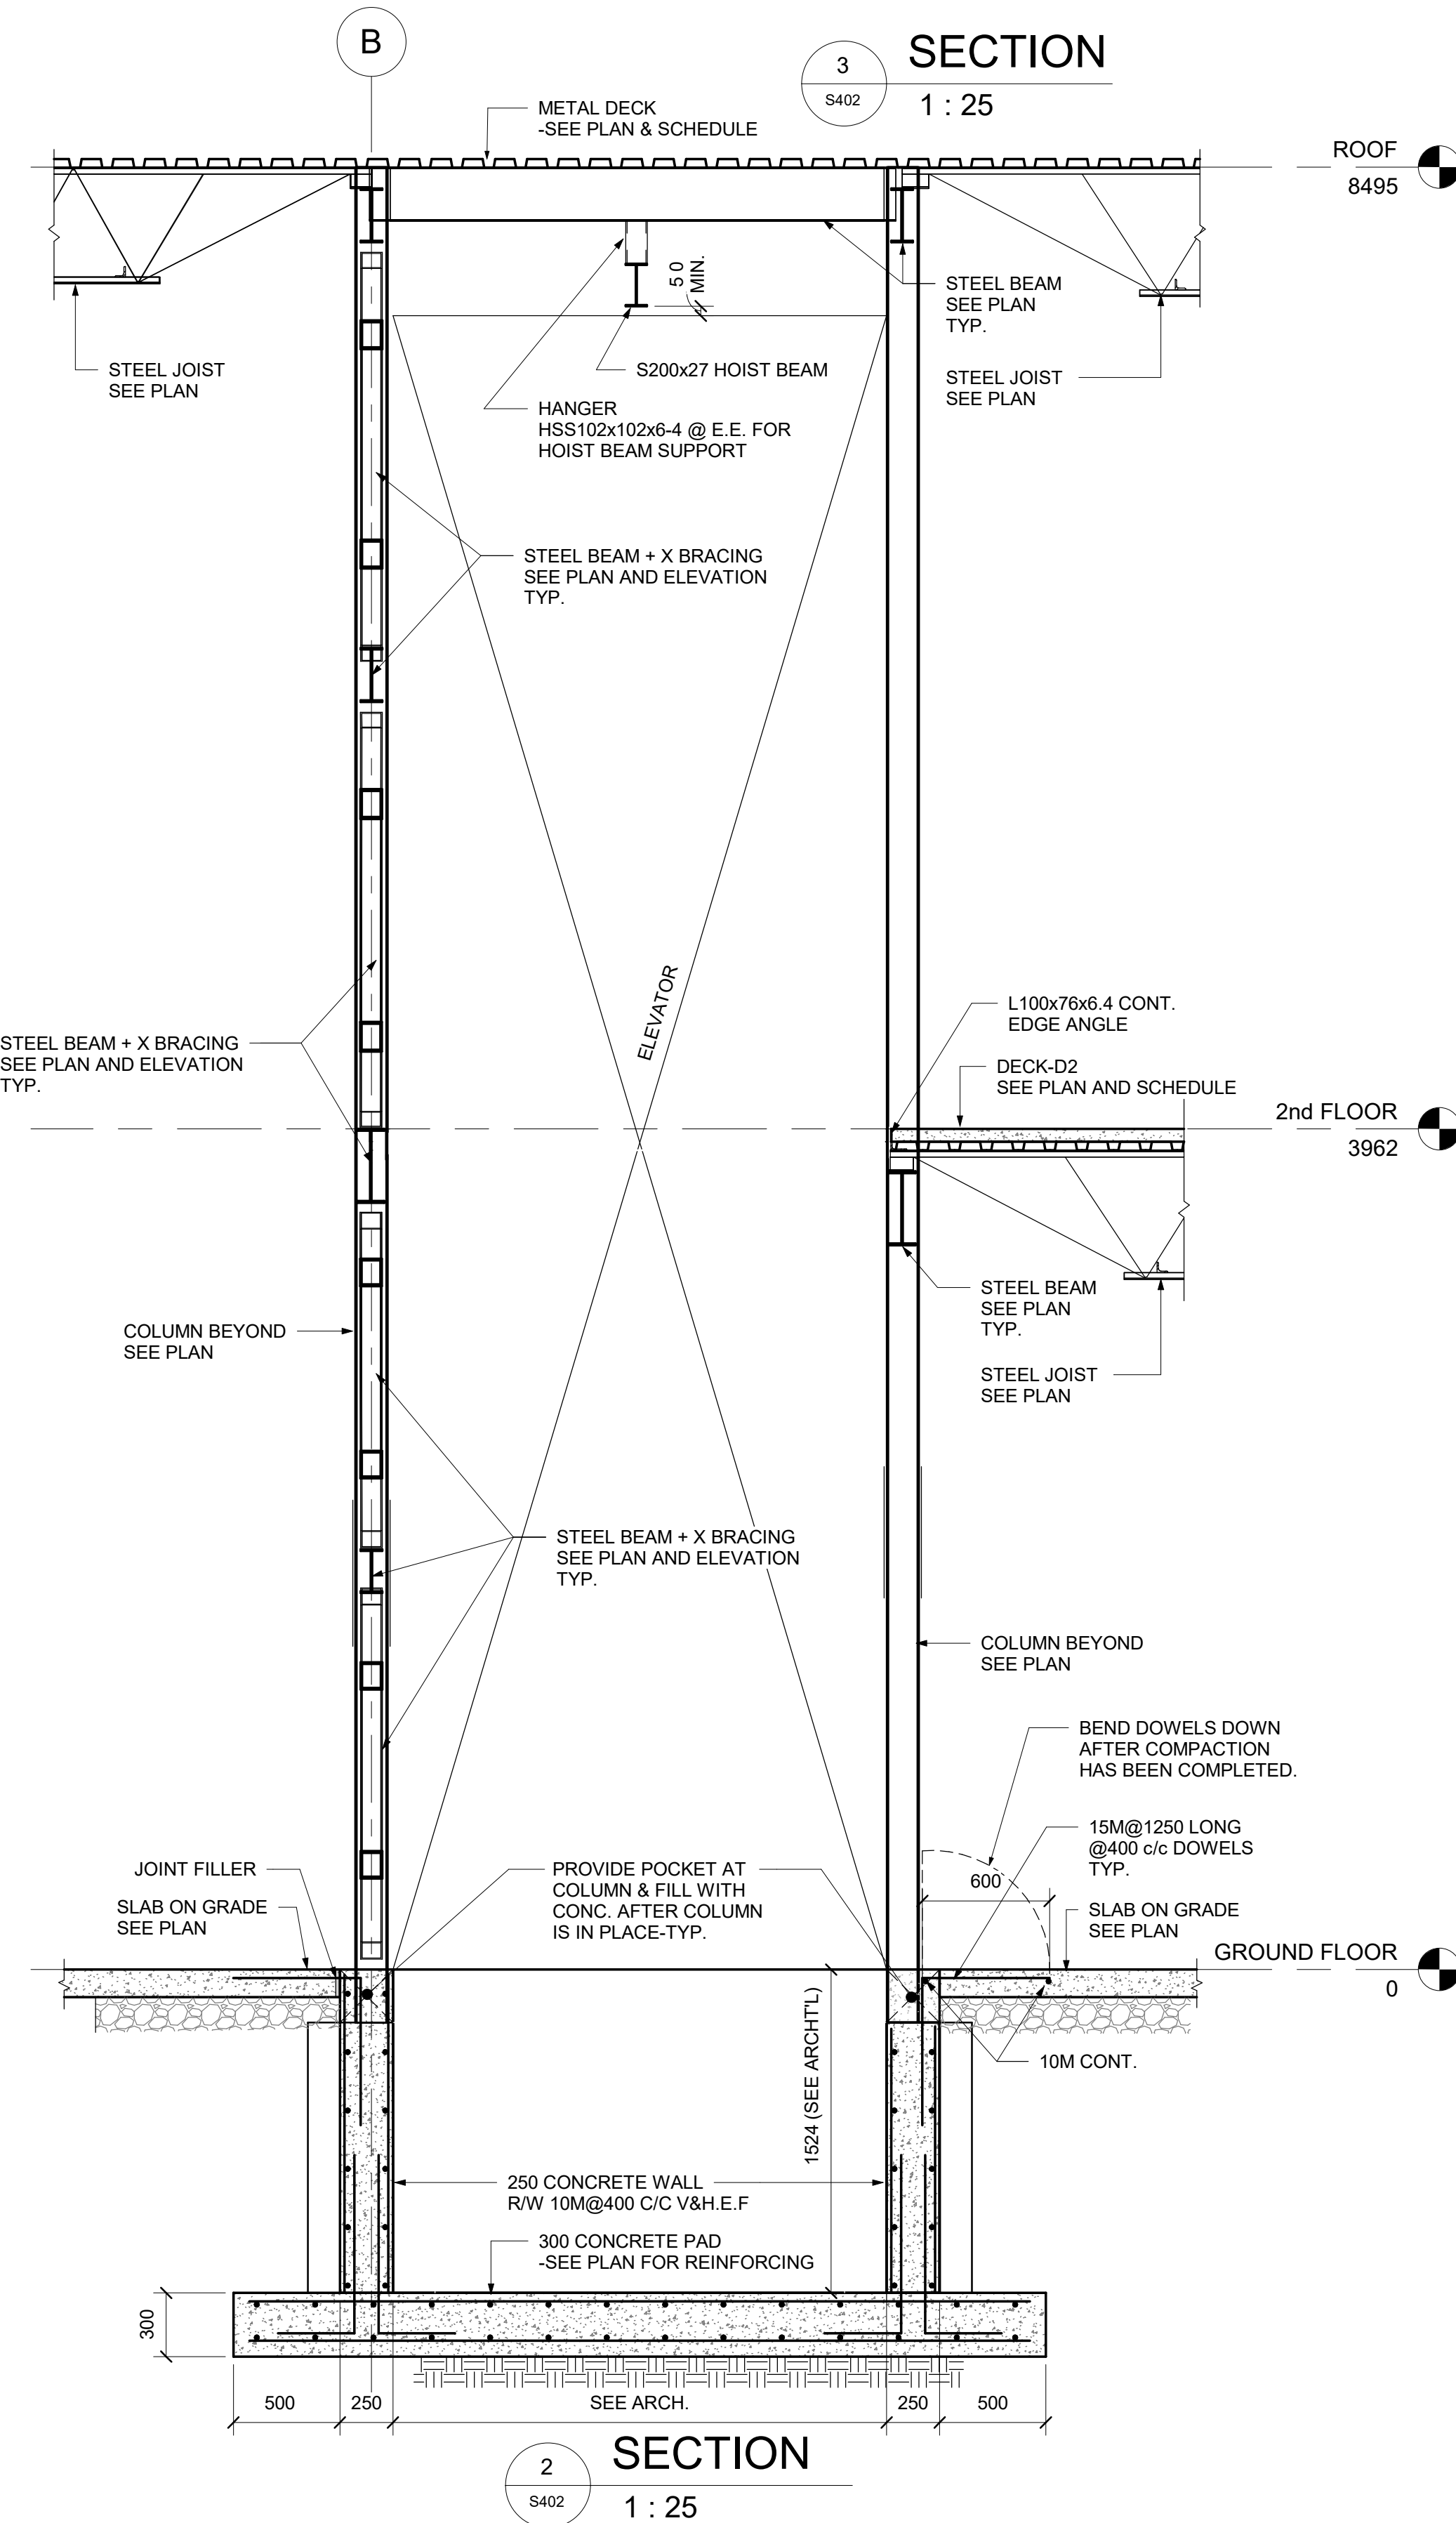 B
3
S402
SECTION
1 : 25
METAL DECK
-SEE PLAN & SCHEDULE
ROOF
8495
50
MIN.
STEEL BEAM
SEE PLAN
TYP.
STEEL JOIST
SEE PLAN
S200x27 HOIST BEAM
STEEL JOIST
SEE PLAN
HANGER
HSS102x102x6-4 @ E.E. FOR
HOIST BEAM SUPPORT
STEEL BEAM + X BRACING
SEE PLAN AND ELEVATION
TYP.
ELEVATOR
L100x76x6.4 CONT.
EDGE ANGLE
STEEL BEAM + X BRACING
SEE PLAN AND ELEVATION
TYP.
DECK-D2
SEE PLAN AND SCHEDULE
2nd FLOOR
3962
STEEL BEAM
SEE PLAN
TYP.
COLUMN BEYOND
SEE PLAN
STEEL JOIST
SEE PLAN
STEEL BEAM + X BRACING
SEE PLAN AND ELEVATION
TYP.
COLUMN BEYOND
SEE PLAN
BEND DOWELS DOWN
AFTER COMPACTION
HAS BEEN COMPLETED.
15M@1250 LONG
@400 c/c DOWELS
TYP.
600
JOINT FILLER
SLAB ON GRADE
SEE PLAN
PROVIDE POCKET AT
COLUMN & FILL WITH
CONC. AFTER COLUMN
IS IN PLACE-TYP.
SLAB ON GRADE
SEE PLAN
GROUND FLOOR
0
1524 (SEE ARCHT'L)
10M CONT.
250 CONCRETE WALL
R/W 10M@400 C/C V&H.E.F
300 CONCRETE PAD
-SEE PLAN FOR REINFORCING
300
500
250
SEE ARCH.
250
500
2
S402
SECTION
1 : 25